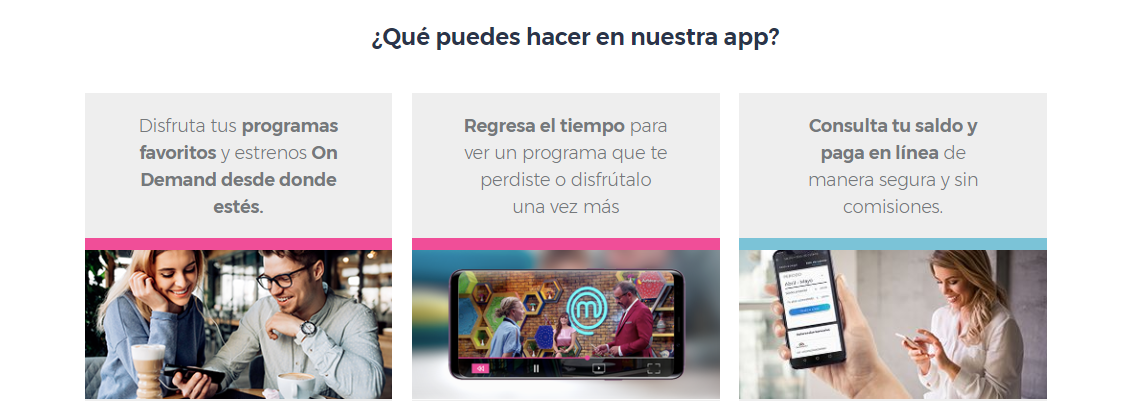 ¿Qué puedes hacer en nuestra app?
Disfruta tus programas
favoritos y estrenos On
Demand desde donde
estés.
Regresa el tiempo para
ver un programa que te
perdiste o disfrútalo
una vez más
Consulta tu saldo y
paga en línea de
manera segura y sin
comisiones.
Abril - Mayo